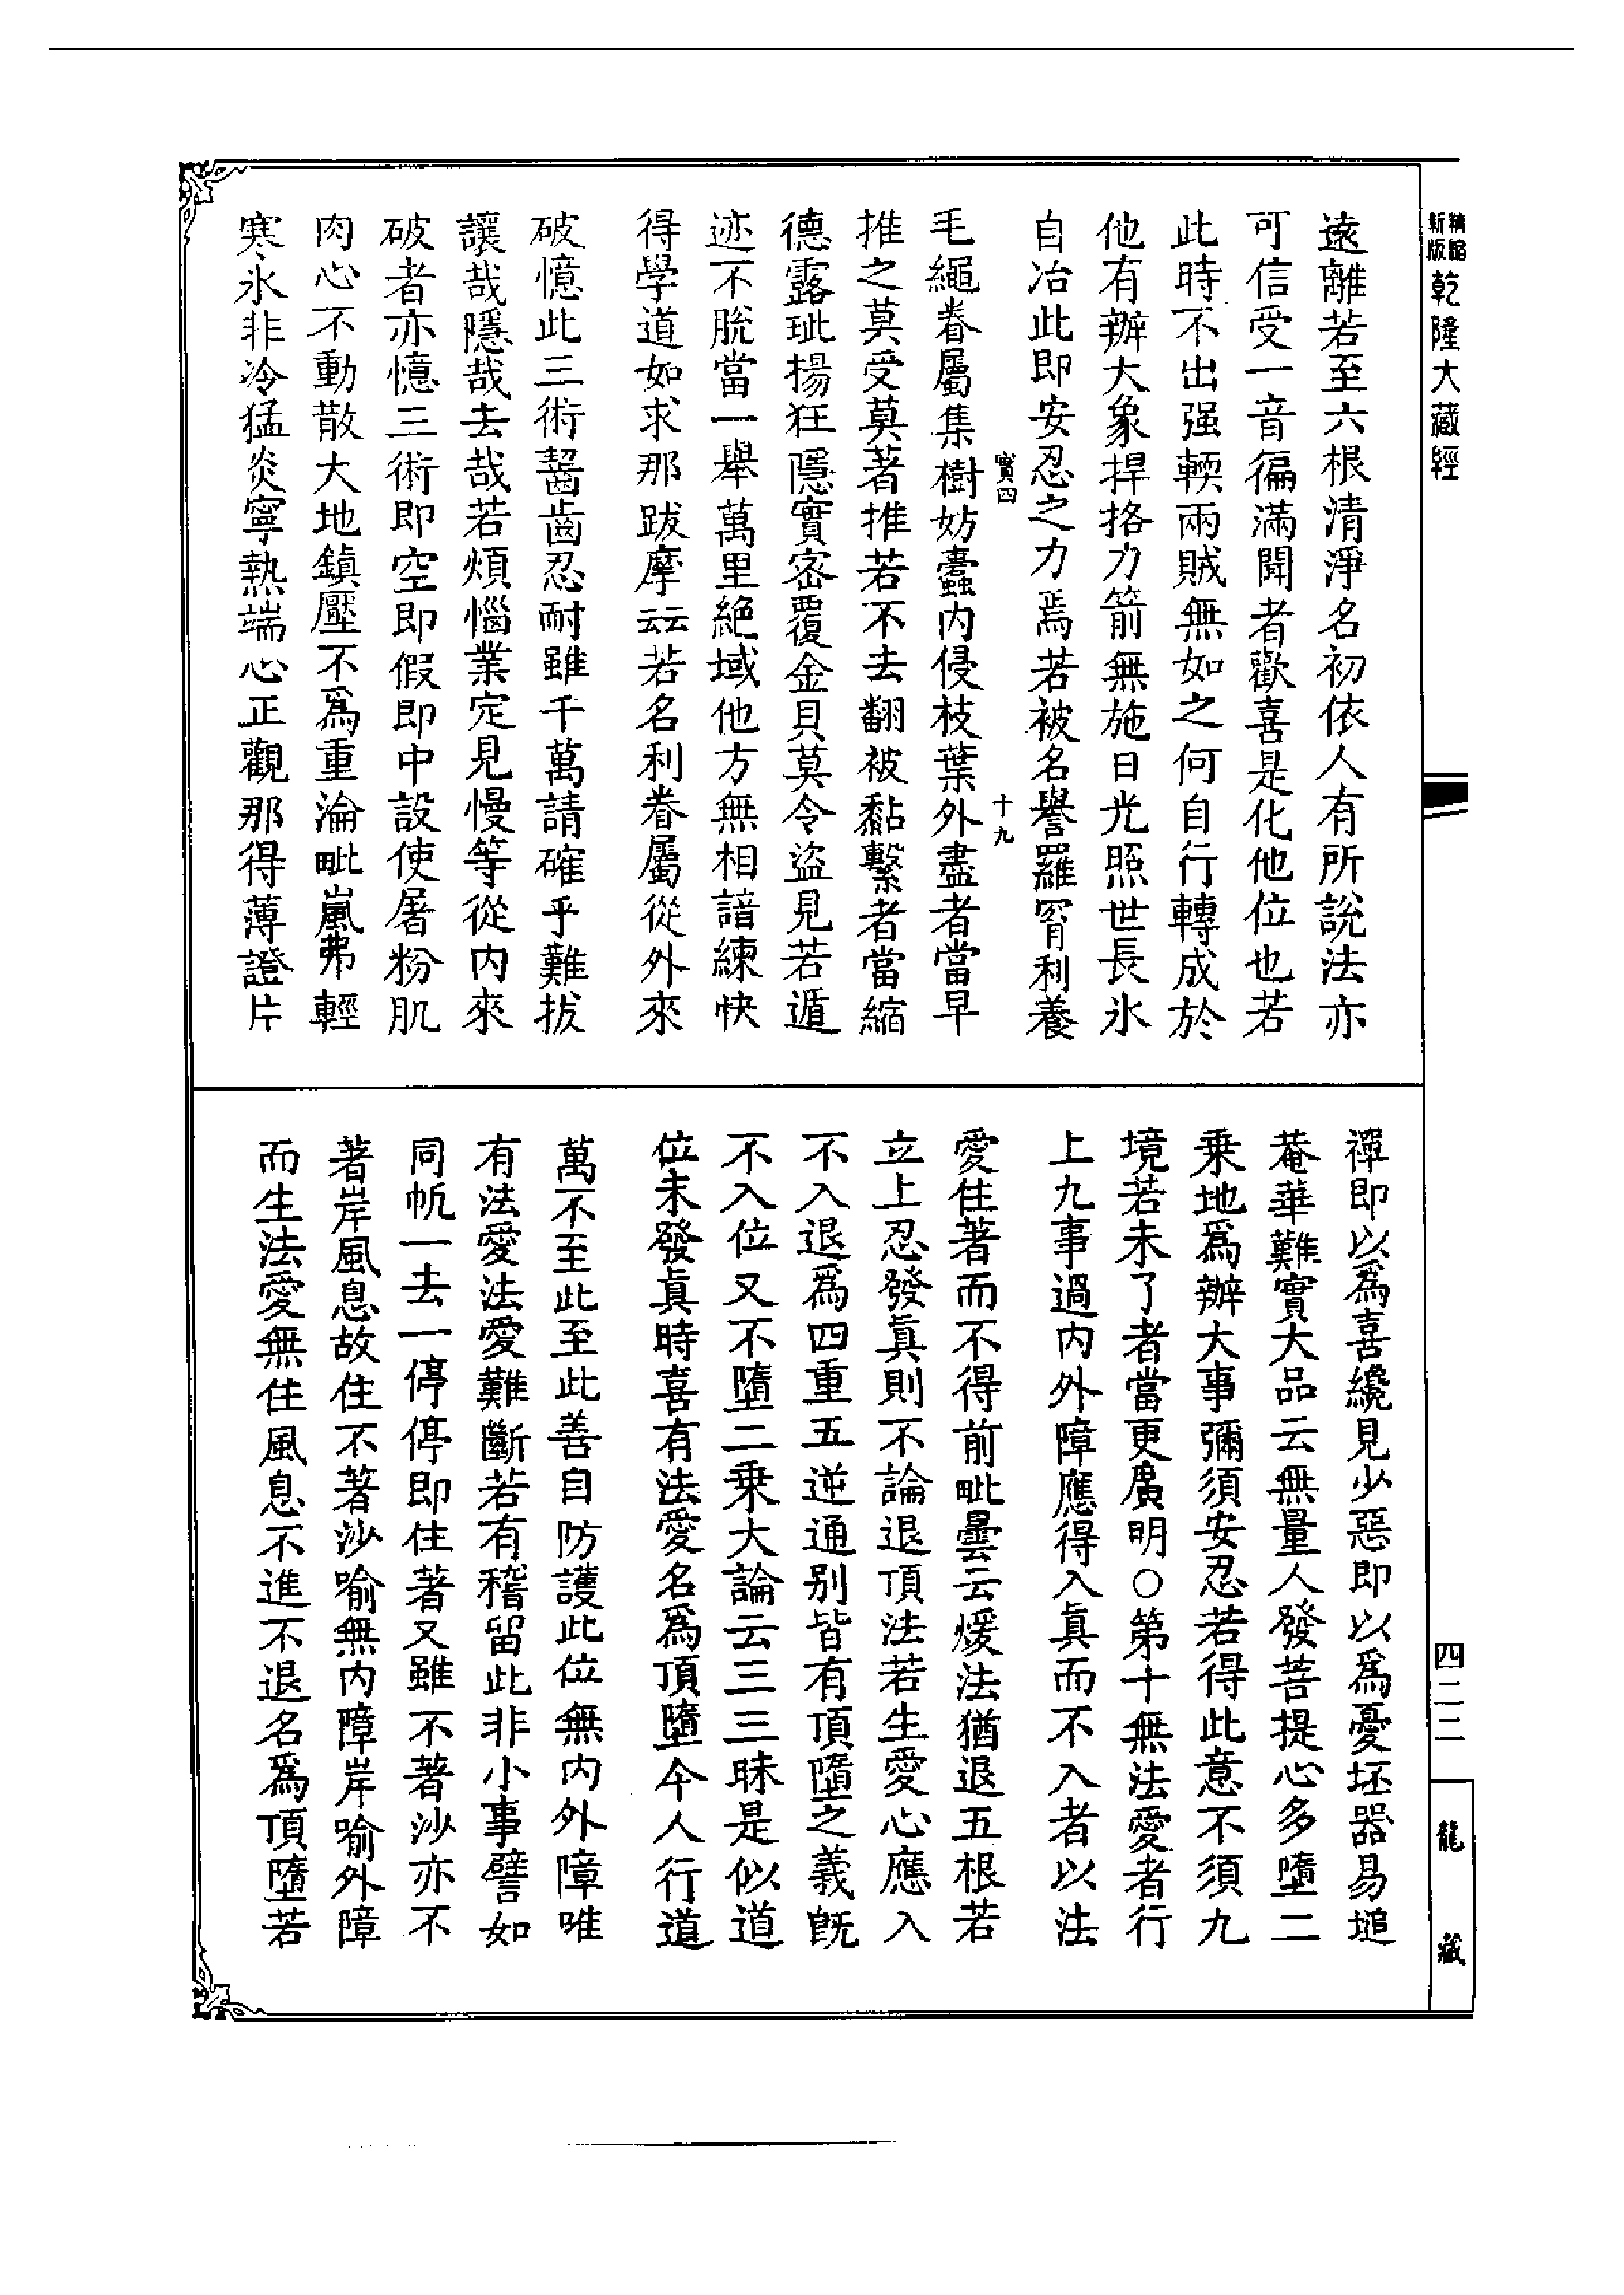 精縮
新版
乾隆大藏經
遠離若至六根清淨名初依人有所說法亦
可信受一音徧滿聞者歡喜是化他位也若
此時不出强輭兩賊無如之何自行轉成於
他有辦大象捍挌力箭無施日光照世長氷
自冶此即安忍之力焉若被名譽羅罥利養
毛繩眷屬集樹妨蠹內侵枝葉外盡者當早
寳四
十九
推之莫受莫著推若不去翻被黏繫者當縮
德露玼揚狂隱實密覆金貝莫令盜見若遁
迹不脫當一舉萬里絕域他方無相諳練快
得學道如求那跋摩云云若名利眷屬從外來
破憶此三術齧齒忍耐雖千萬請確乎難拔
讓哉隱哉去哉若煩惱業定見慢等從內來
破者亦憶三術即空即假即中設使屠粉肌
肉心不動散大地鎮壓不爲重淪毗嵐弗輕
寒氷非冷猛炎寧熱端心正觀那得薄證片
禪即以爲喜纔見少惡即以爲憂坯器易塠
菴華難實大品云無量人發菩提心多墮二
乘地爲辦大事彌須安忍若得此意不須九
境若未了者當更廣明○第十無法愛者行
上九事過內外障應得入眞而不入者以法
愛住著而不得前毗曇云煖法猶退五根若
立上忍發眞則不論退頂法若生愛心應入
不入退爲四重五逆通別皆有頂墮之義旣
不入位又不墮二乘大論云三三昧是似道
位未發眞時喜有法愛名爲頂墮今人行道
萬不至此至此善自防護此位無內外障唯
有法愛法愛難斷若有稽留此非小事譬如
同帆一去一停停即住著又雖不著沙亦不
著岸風息故住不著沙喻無內障岸喻外障
而生法愛無住風息不進不退名爲頂墮若
四二二
龍藏